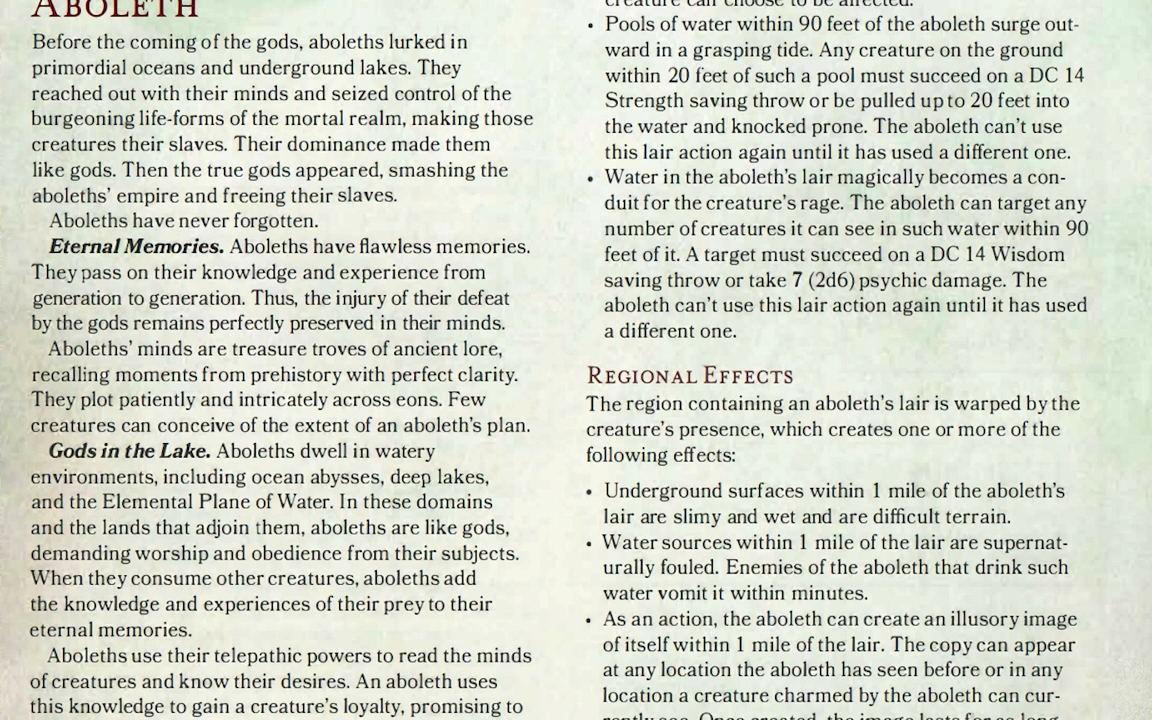 ABOLETH
Before the coming of the gods, aboleths lurked in
primordial oceans and underground lakes. They
reached out with their minds and seized control of the
burgeoning life-forms of the mortal realm, making those
creatures their slaves. Their dominance made them
like gods. Then the true gods appeared, smashing the
aboleths' empire and freeing their slaves.
Aboleths have never forgotten.
Eternal Memories. Aboleths have flawless memories.
They pass on their knowledge and experience from
generation to generation. Thus, the injury of their defeat
by the gods remains perfectly preserved in their minds.
Aboleths' minds are treasure troves of ancient lore,
recalling moments from prehistory with perfect clarity.
They plot patiently and intricately across eons. Few
creatures can conceive of the extent of an aboleth's plan.
Gods in the Lake. Aboleths dwell in watery
environments, including ocean abysses, deep lakes,
and the Elemental Plane of Water. In these domains
and the lands that adjoin them, aboleths are like gods,
demanding worship and obedience from their subjects.
When they consume other creatures, aboleths add
the knowledge and experiences of their prey to their
eternal memories.
Aboleths use their telepathic powers to read the minds
of creatures and know their desires. An aboleth uses
this knowledge to gain a creature's loyalty, promising to
creature can choose to be affected.
• Pools of water within 90 feet of the aboleth surge out-
ward in a grasping tide. Any creature on the ground
within 20 feet of such a pool must succeed on a DC 14
Strength saving throw or be pulled up to 20 feet into
the water and knocked prone. The aboleth can't use
this lair action again until it has used a different one.
• Water in the aboleth's lair magically becomes a con-
duit for the creature's rage. The aboleth can target any
number of creatures it can see in such water within 90
feet of it. A target must succeed on a DC 14 Wisdom
saving throw or take 7 (2d6) psychic damage. The
aboleth can't use this lair action again until it has used
a different one.
REGIONAL EFFECTS
The region containing an aboleth's lair is warped by the
creature's presence, which creates one or more of the
following effects:
• Underground surfaces within 1 mile of the aboleth's
lair are slimy and wet and are difficult terrain.
• Water sources within 1 mile of the lair are supernat-
urally fouled. Enemies of the aboleth that drink such
water vomit it within minutes.
• As an action, the aboleth can create an illusory image
of itself within 1 mile of the lair. The copy can appear
at any location the aboleth has seen before or in any
location a creature charmed by the aboleth can cur-
rently see. Once created, the image lasts for as long